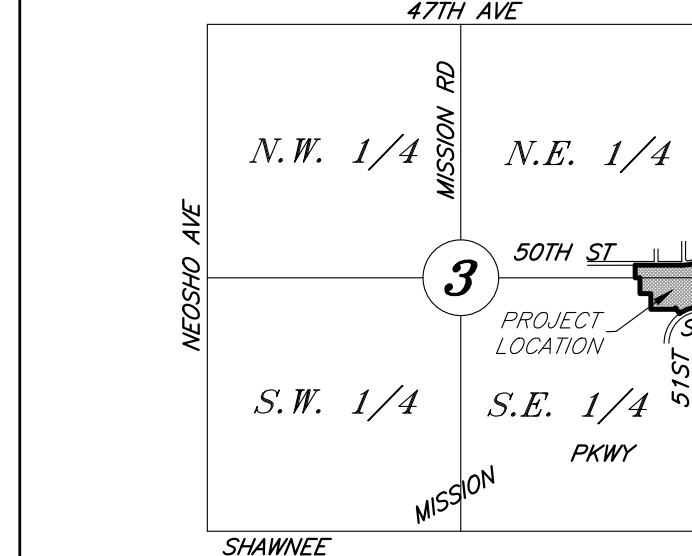 47TH AVE
N.W. 1/4
MISSION RD
N.E. 1/4
NEOSHO AVE
50TH ST
3
PROJECT
LOCATION
S
51ST
S.W. 1/4
S.E. 1/4
PKWY
MISSION
SHAWNEE